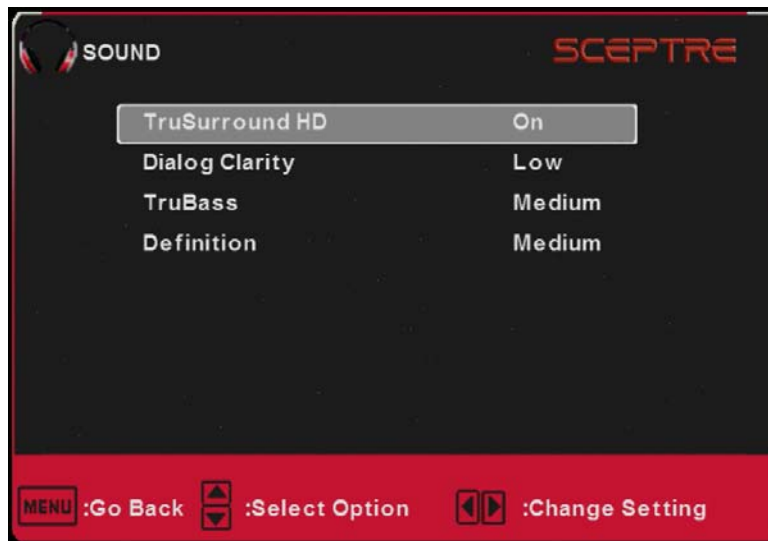 SOUND SCEPTRE
TruSurround HD On
Dialog Clarity Low
TruBass Medium
Definition Medium
MENU :Go Back :Select Option :Change Setting